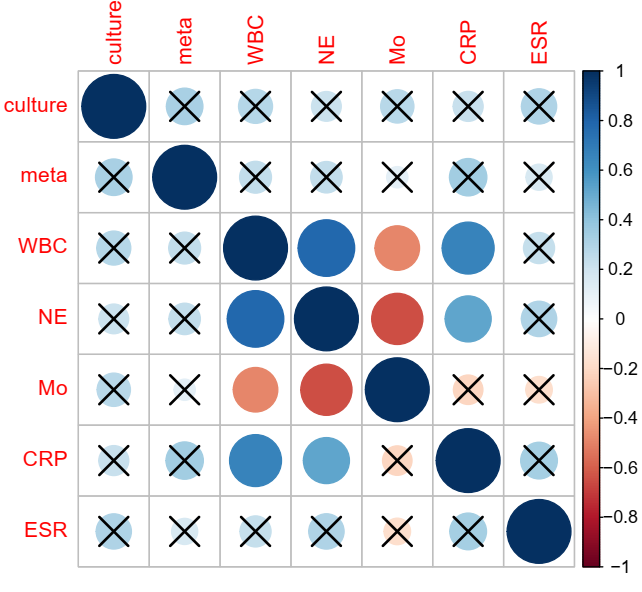 culture
meta
WBC
NE
Mo
CRP
ESR
culture
meta
WBC
NE
Mo
CRP
ESR
1
0.8
0.6
0.4
0.2
0
−0.2
−0.4
−0.6
−0.8
−1